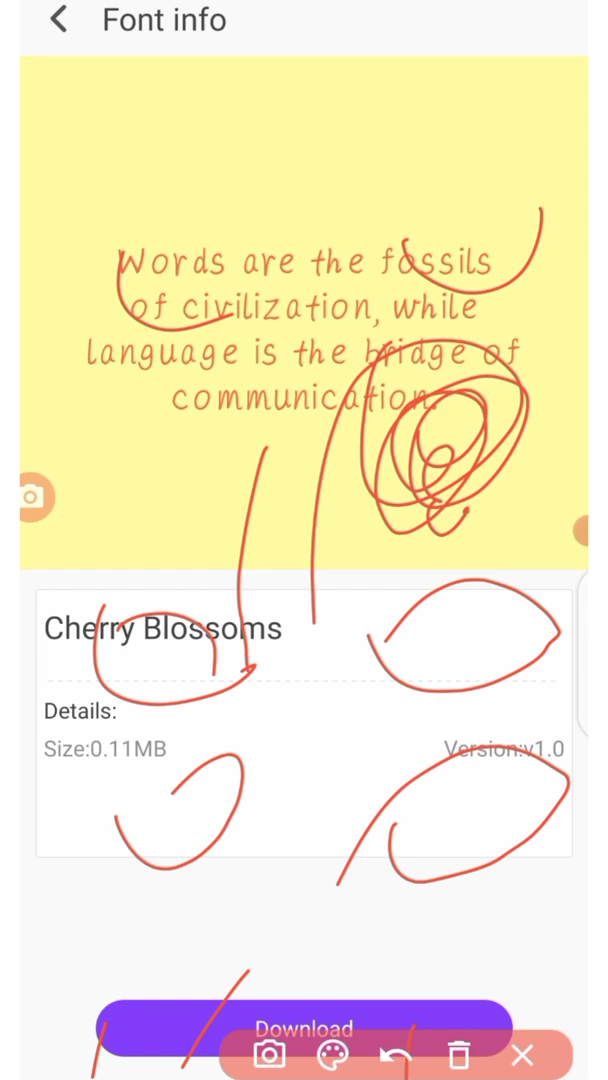 Font info
Words are the fossils
of civilization, while
language is the bridge of
communication.
Cherry Blossoms
Details:
Size:0.11MB
Version:v1.0
Download